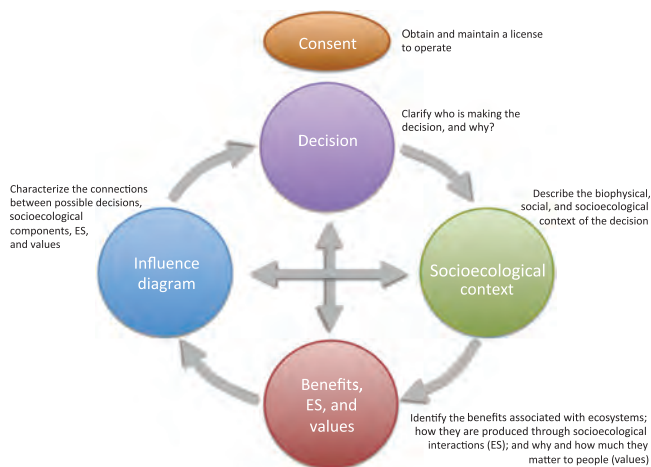 Consent
Obtain and maintain a license
to operate
Decision
Clarify who is making the
decision, and why?
Describe the biophysical,
social, and socioecological
context of the decision
Socioecological
context
Benefits,
ES, and
values
Identify the benefits associated with ecosystems;
how they are produced through socioecological
interactions (ES); and why and how much they
matter to people (values)
Influence
diagram
Characterize the connections
between possible decisions,
socioecological
components, ES,
and values